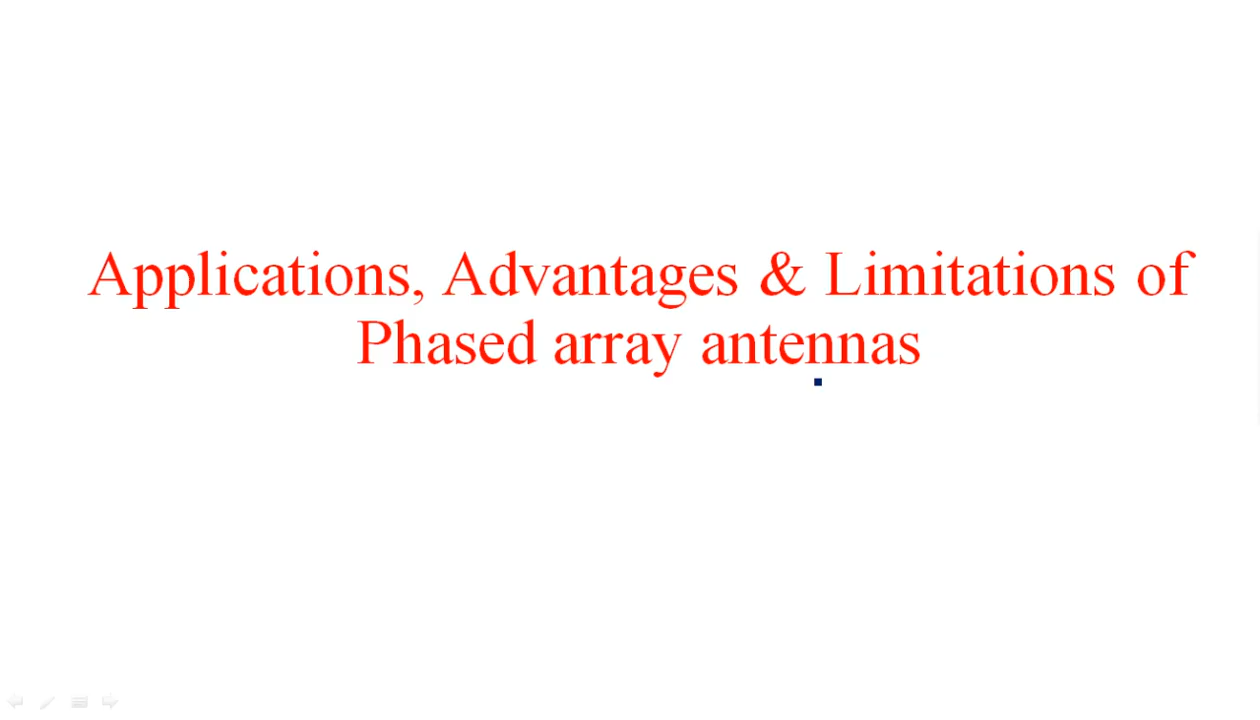 Applications, Advantages & Limitations of
Phased array antennas